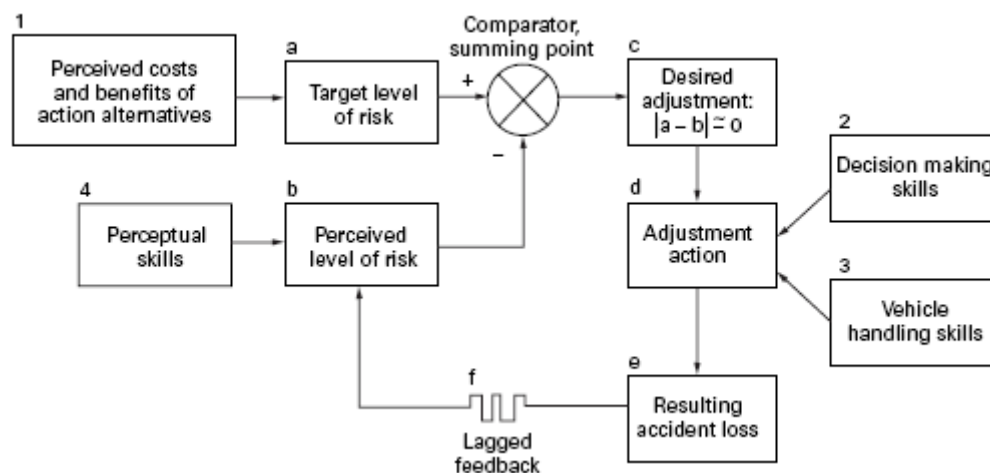 1
Perceived costs
and benefits of
action alternatives
a
Target level
of risk
+
Comparator,
summing point
−
c
Desired
adjustment:
|a – b| ≃ 0
2
Decision making
skills
4
Perceptual
skills
b
Perceived
level of risk
d
Adjustment
action
3
Vehicle
handling skills
f
Lagged
feedback
e
Resulting
accident loss